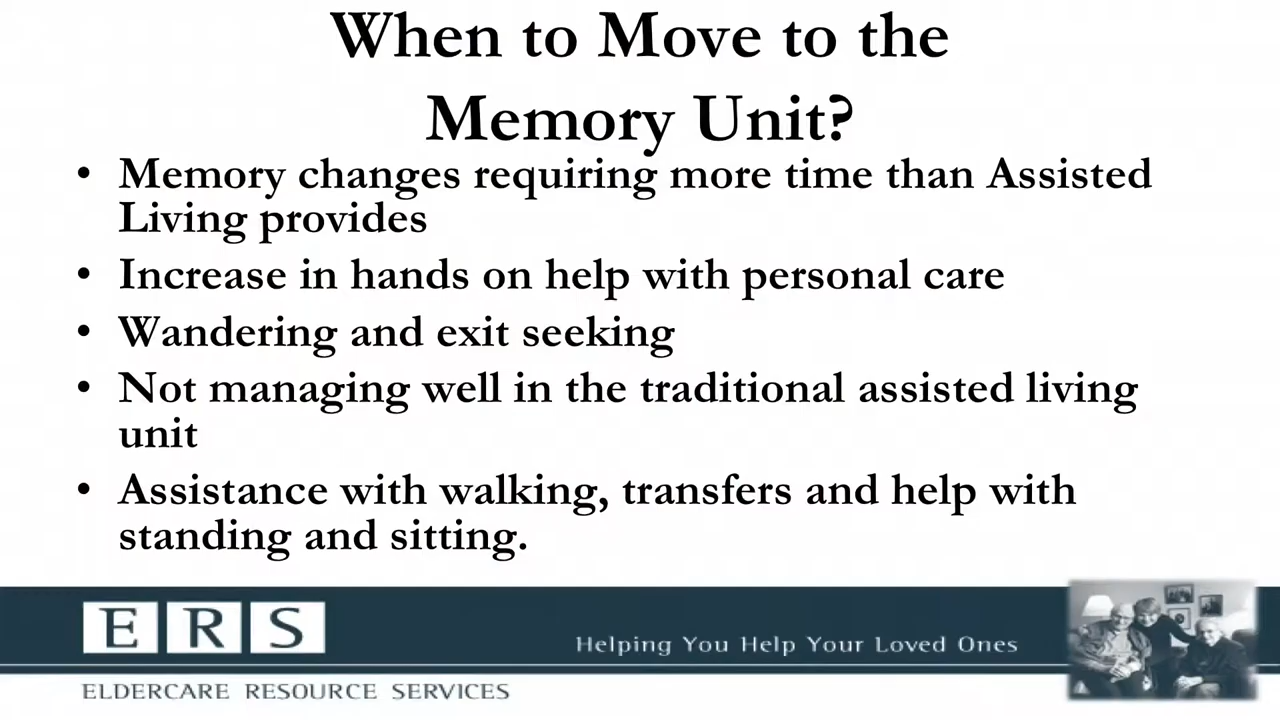 When to Move to the
Memory Unit?
• Memory changes requiring more time than Assisted
Living provides
• Increase in hands on help with personal care
• Wandering and exit seeking
• Not managing well in the traditional assisted living
unit
• Assistance with walking, transfers and help with
standing and sitting.
ERS
Helping You Help Your Loved Ones
ELDERCARE RESOURCE SERVICES